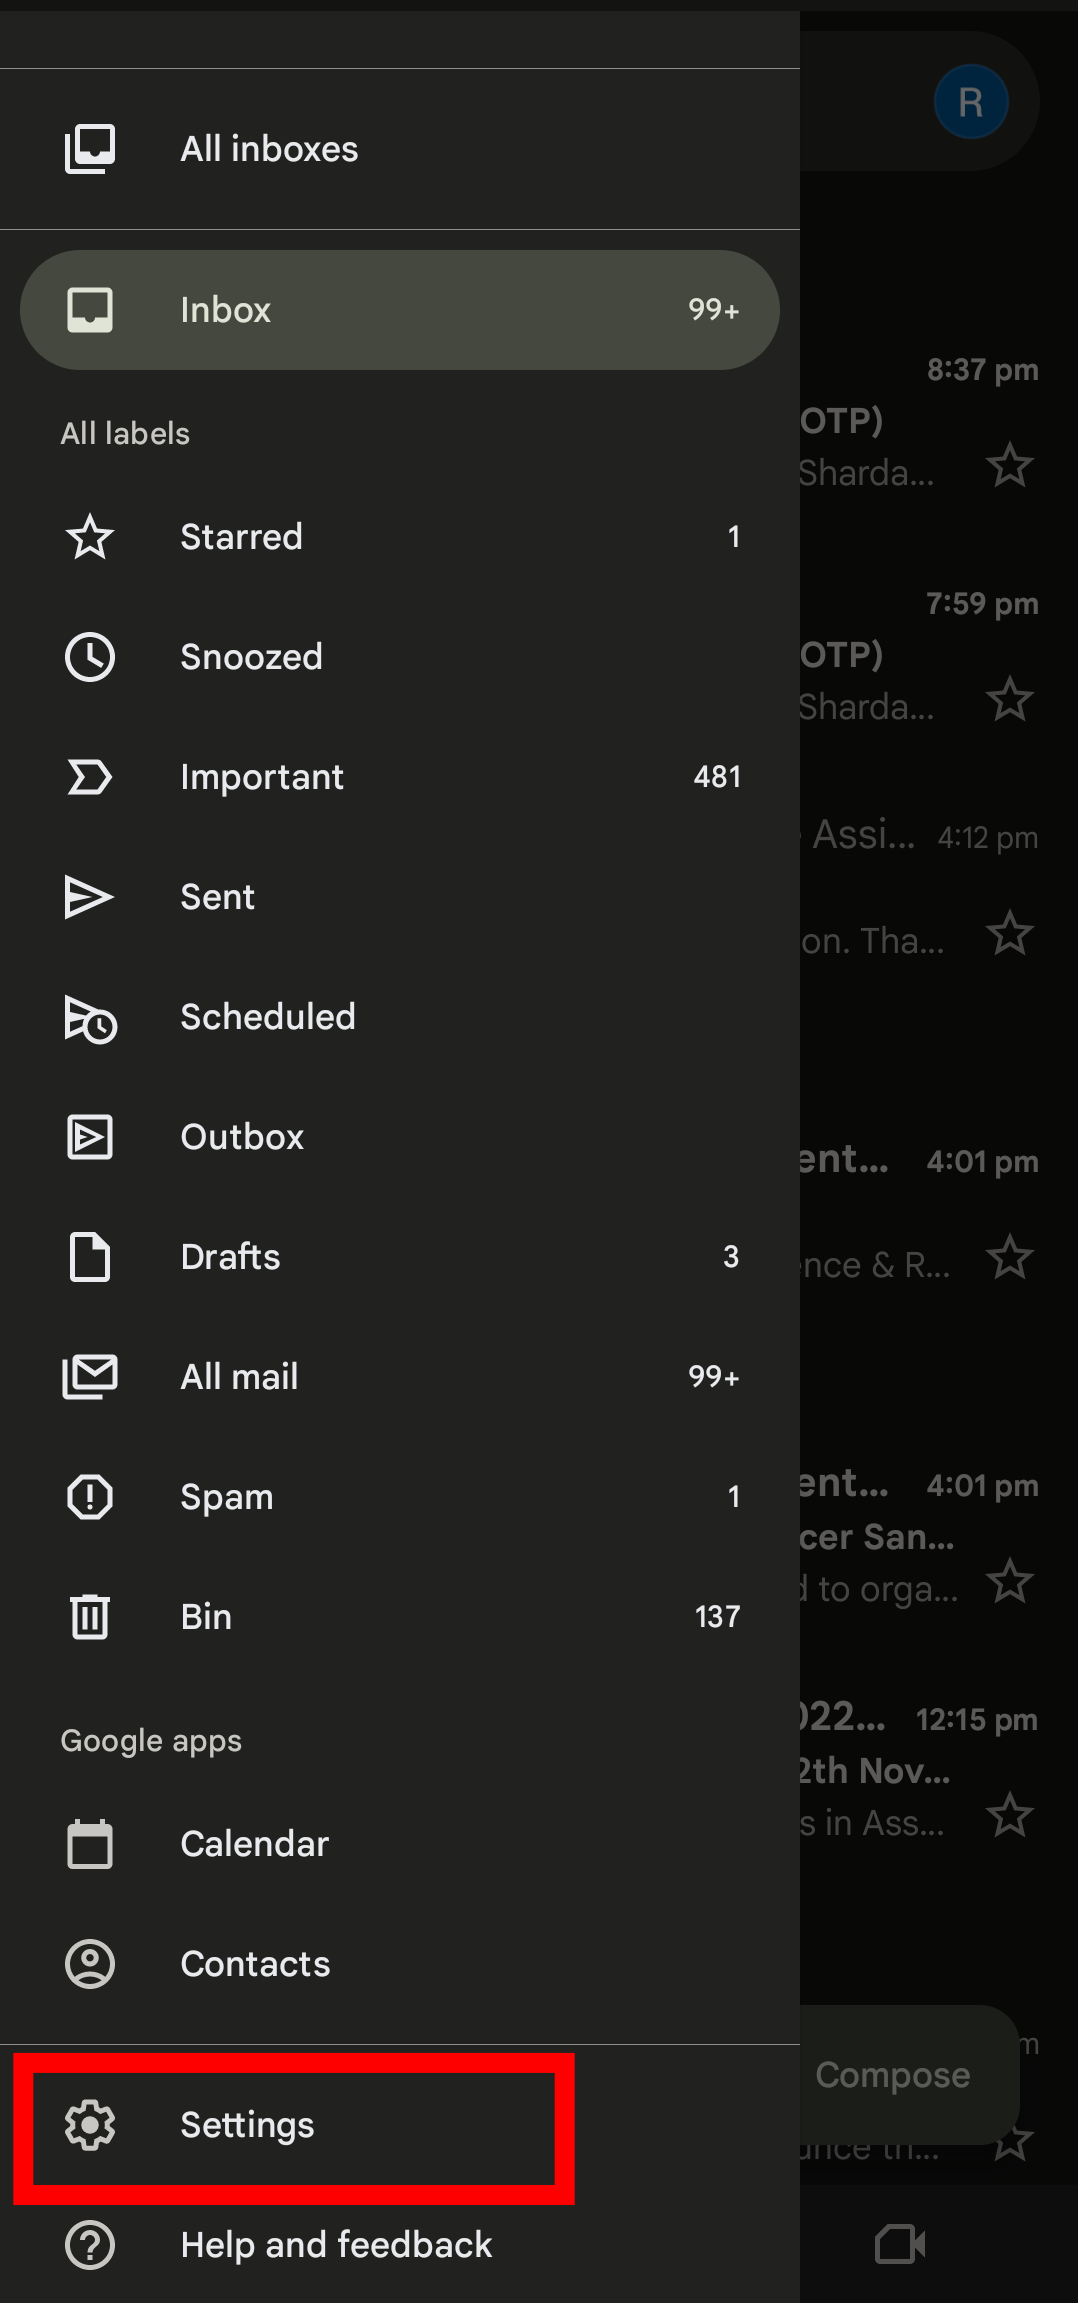 R
All inboxes
Inbox 99+
All labels
Starred 1
Snoozed
Important 481
Sent
Scheduled
Outbox
Drafts 3
All mail 99+
Spam 1
Bin 137
Google apps
Calendar
Contacts
Settings
Help and feedback
8:37 pm
OTP)
Sharda...
7:59 pm
OTP)
Sharda...
Assi... 4:12 pm
on. Tha...
ent... 4:01 pm
ence & R...
ent... 4:01 pm
cer San...
d to orga...
022... 12:15 pm
2th Nov...
s in Ass...
m
Compose